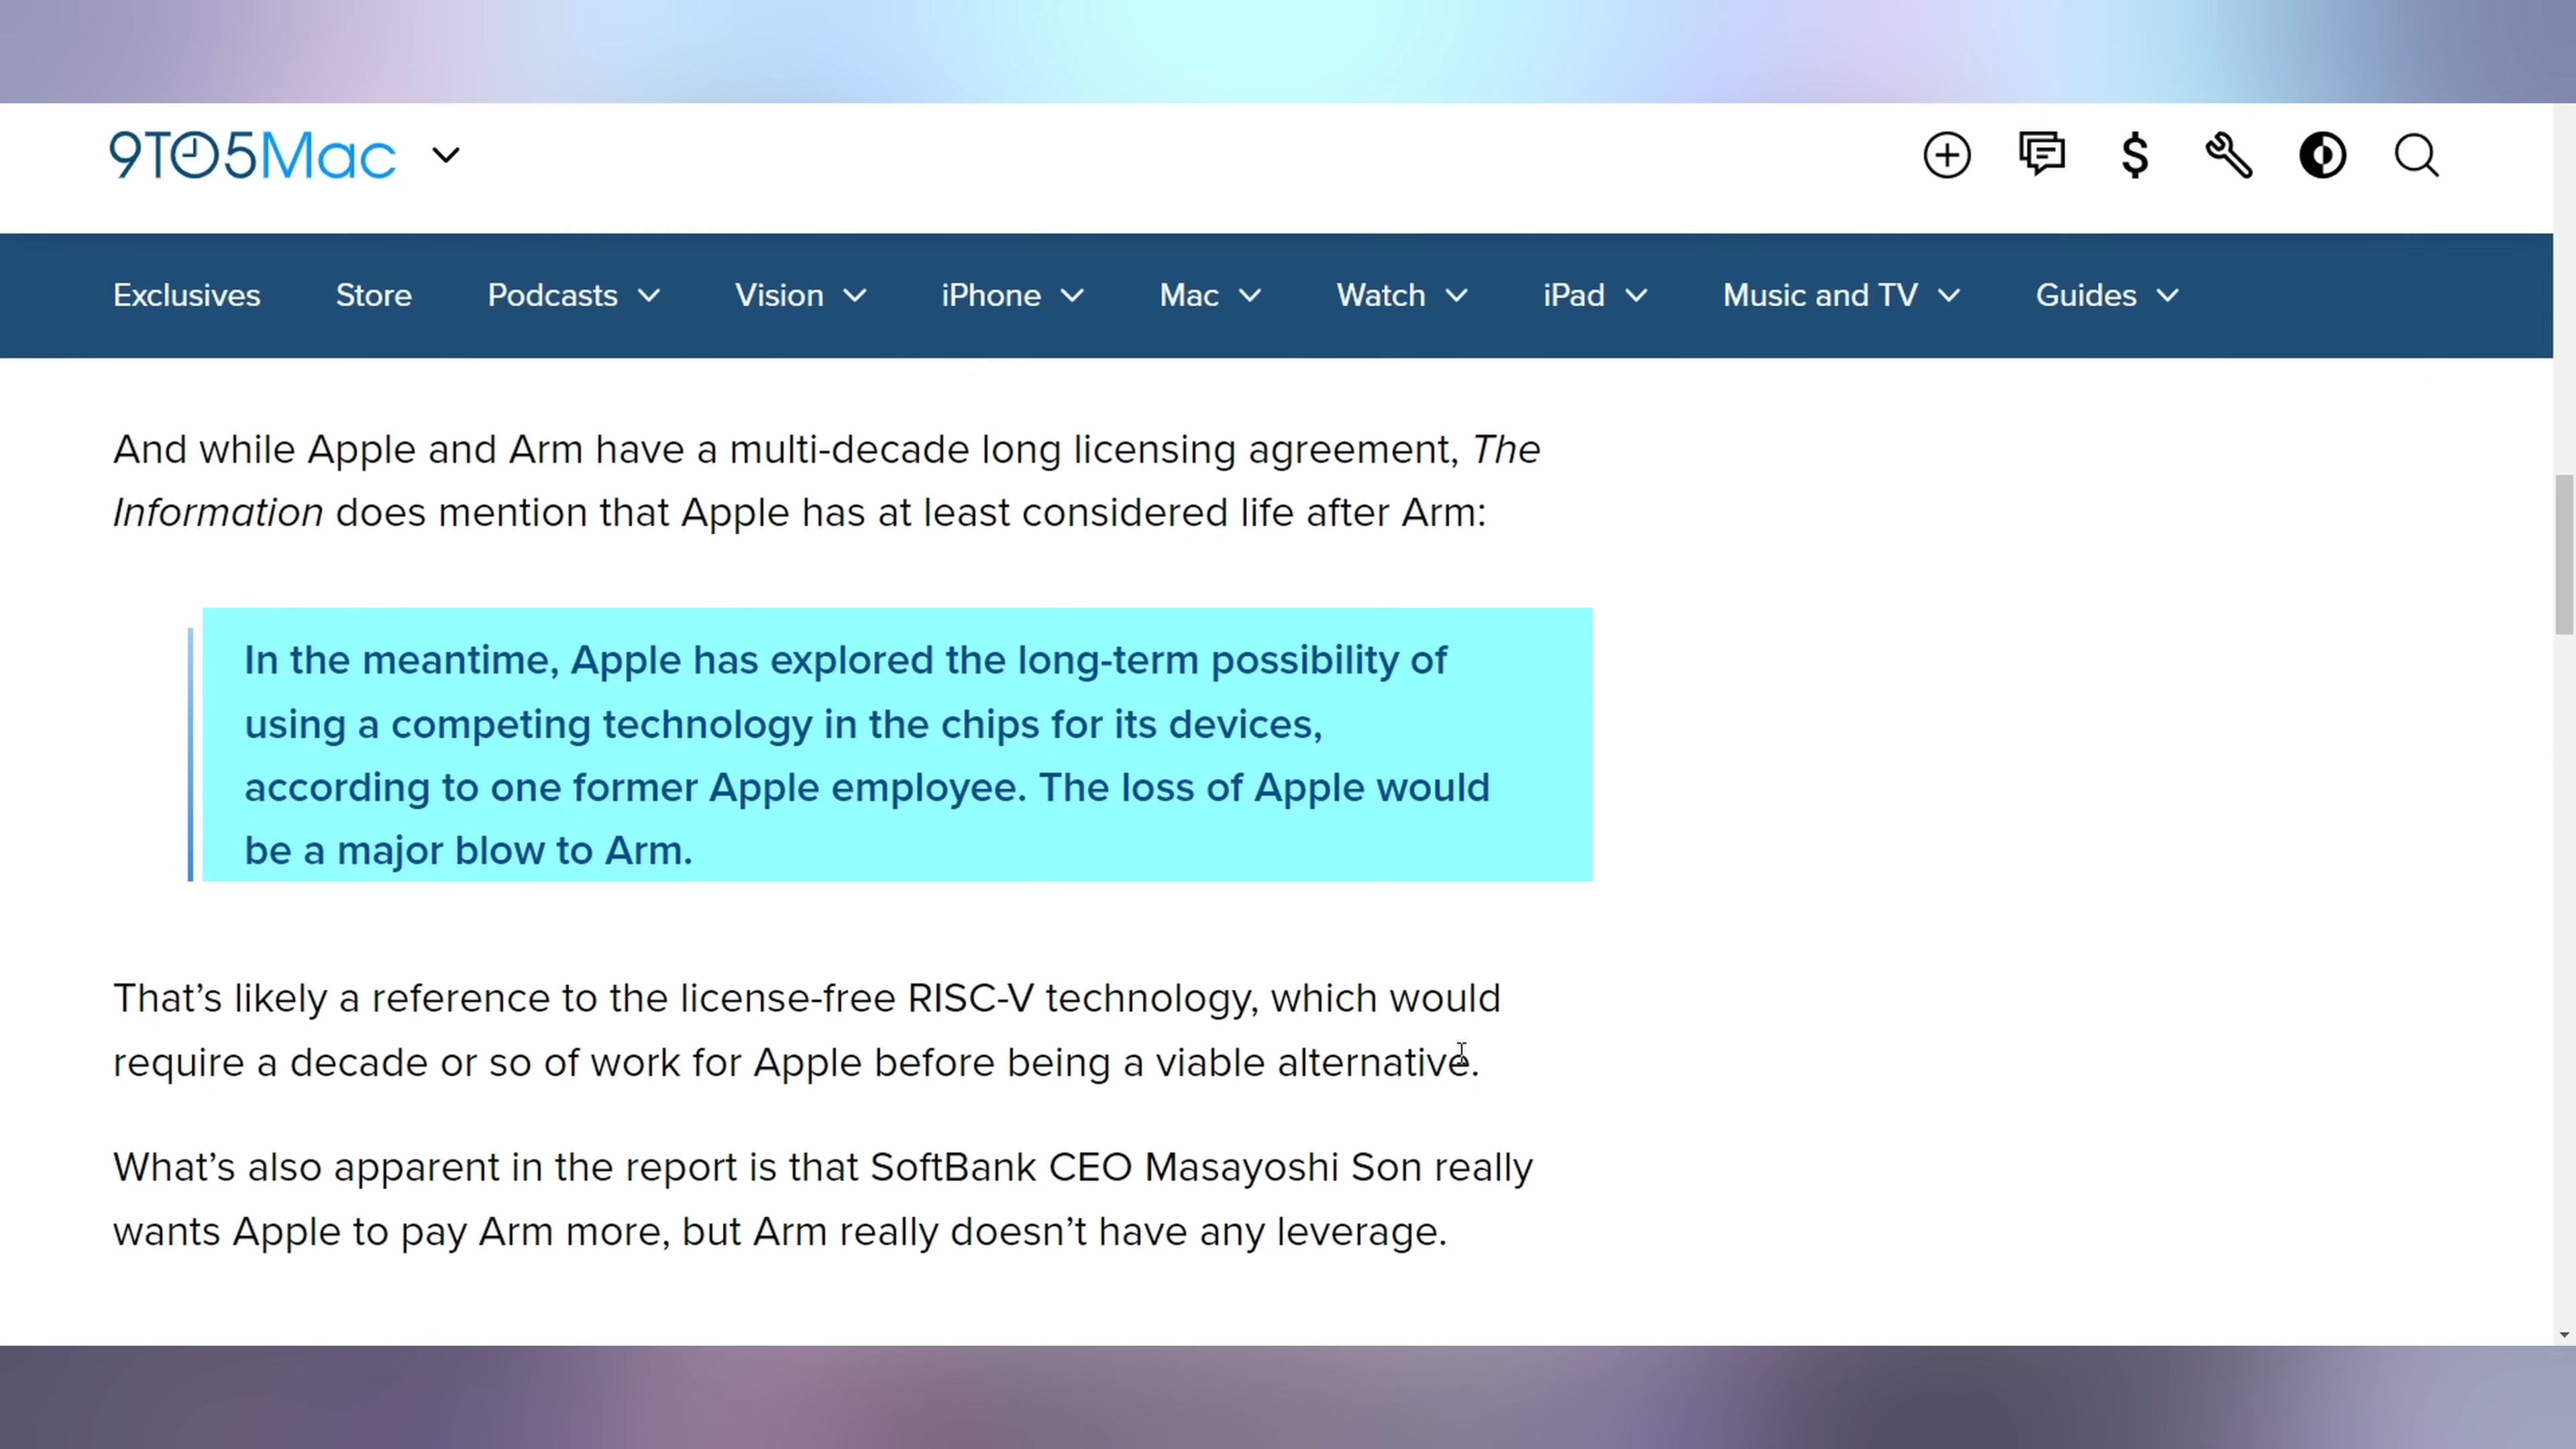 9TO5Mac
Exclusives Store Podcasts Vision iPhone Mac Watch iPad Music and TV Guides
And while Apple and Arm have a multi-decade long licensing agreement, The
Information does mention that Apple has at least considered life after Arm:
In the meantime, Apple has explored the long-term possibility of
using a competing technology in the chips for its devices,
according to one former Apple employee. The loss of Apple would
be a major blow to Arm.
That’s likely a reference to the license-free RISC-V technology, which would
require a decade or so of work for Apple before being a viable alternative.
What’s also apparent in the report is that SoftBank CEO Masayoshi Son really
wants Apple to pay Arm more, but Arm really doesn’t have any leverage.